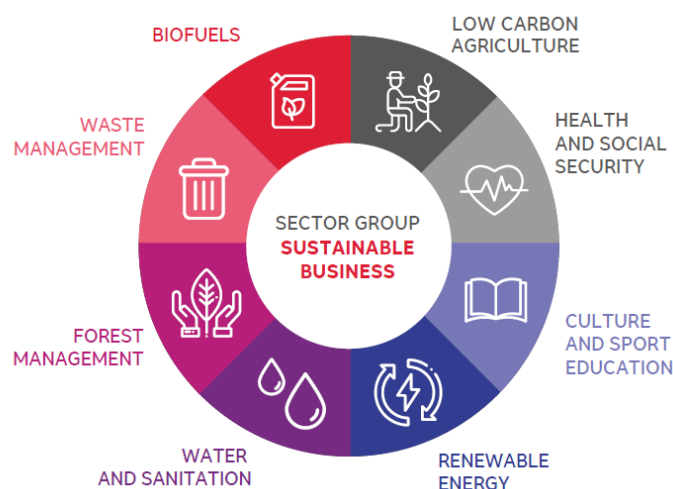 BIOFUELS
LOW CARBON
AGRICULTURE
HEALTH
AND SOCIAL
SECURITY
CULTURE
AND SPORT
EDUCATION
RENEWABLE
ENERGY
WATER
AND SANITATION
FOREST
MANAGEMENT
WASTE
MANAGEMENT
SECTOR GROUP
SUSTAINABLE
BUSINESS